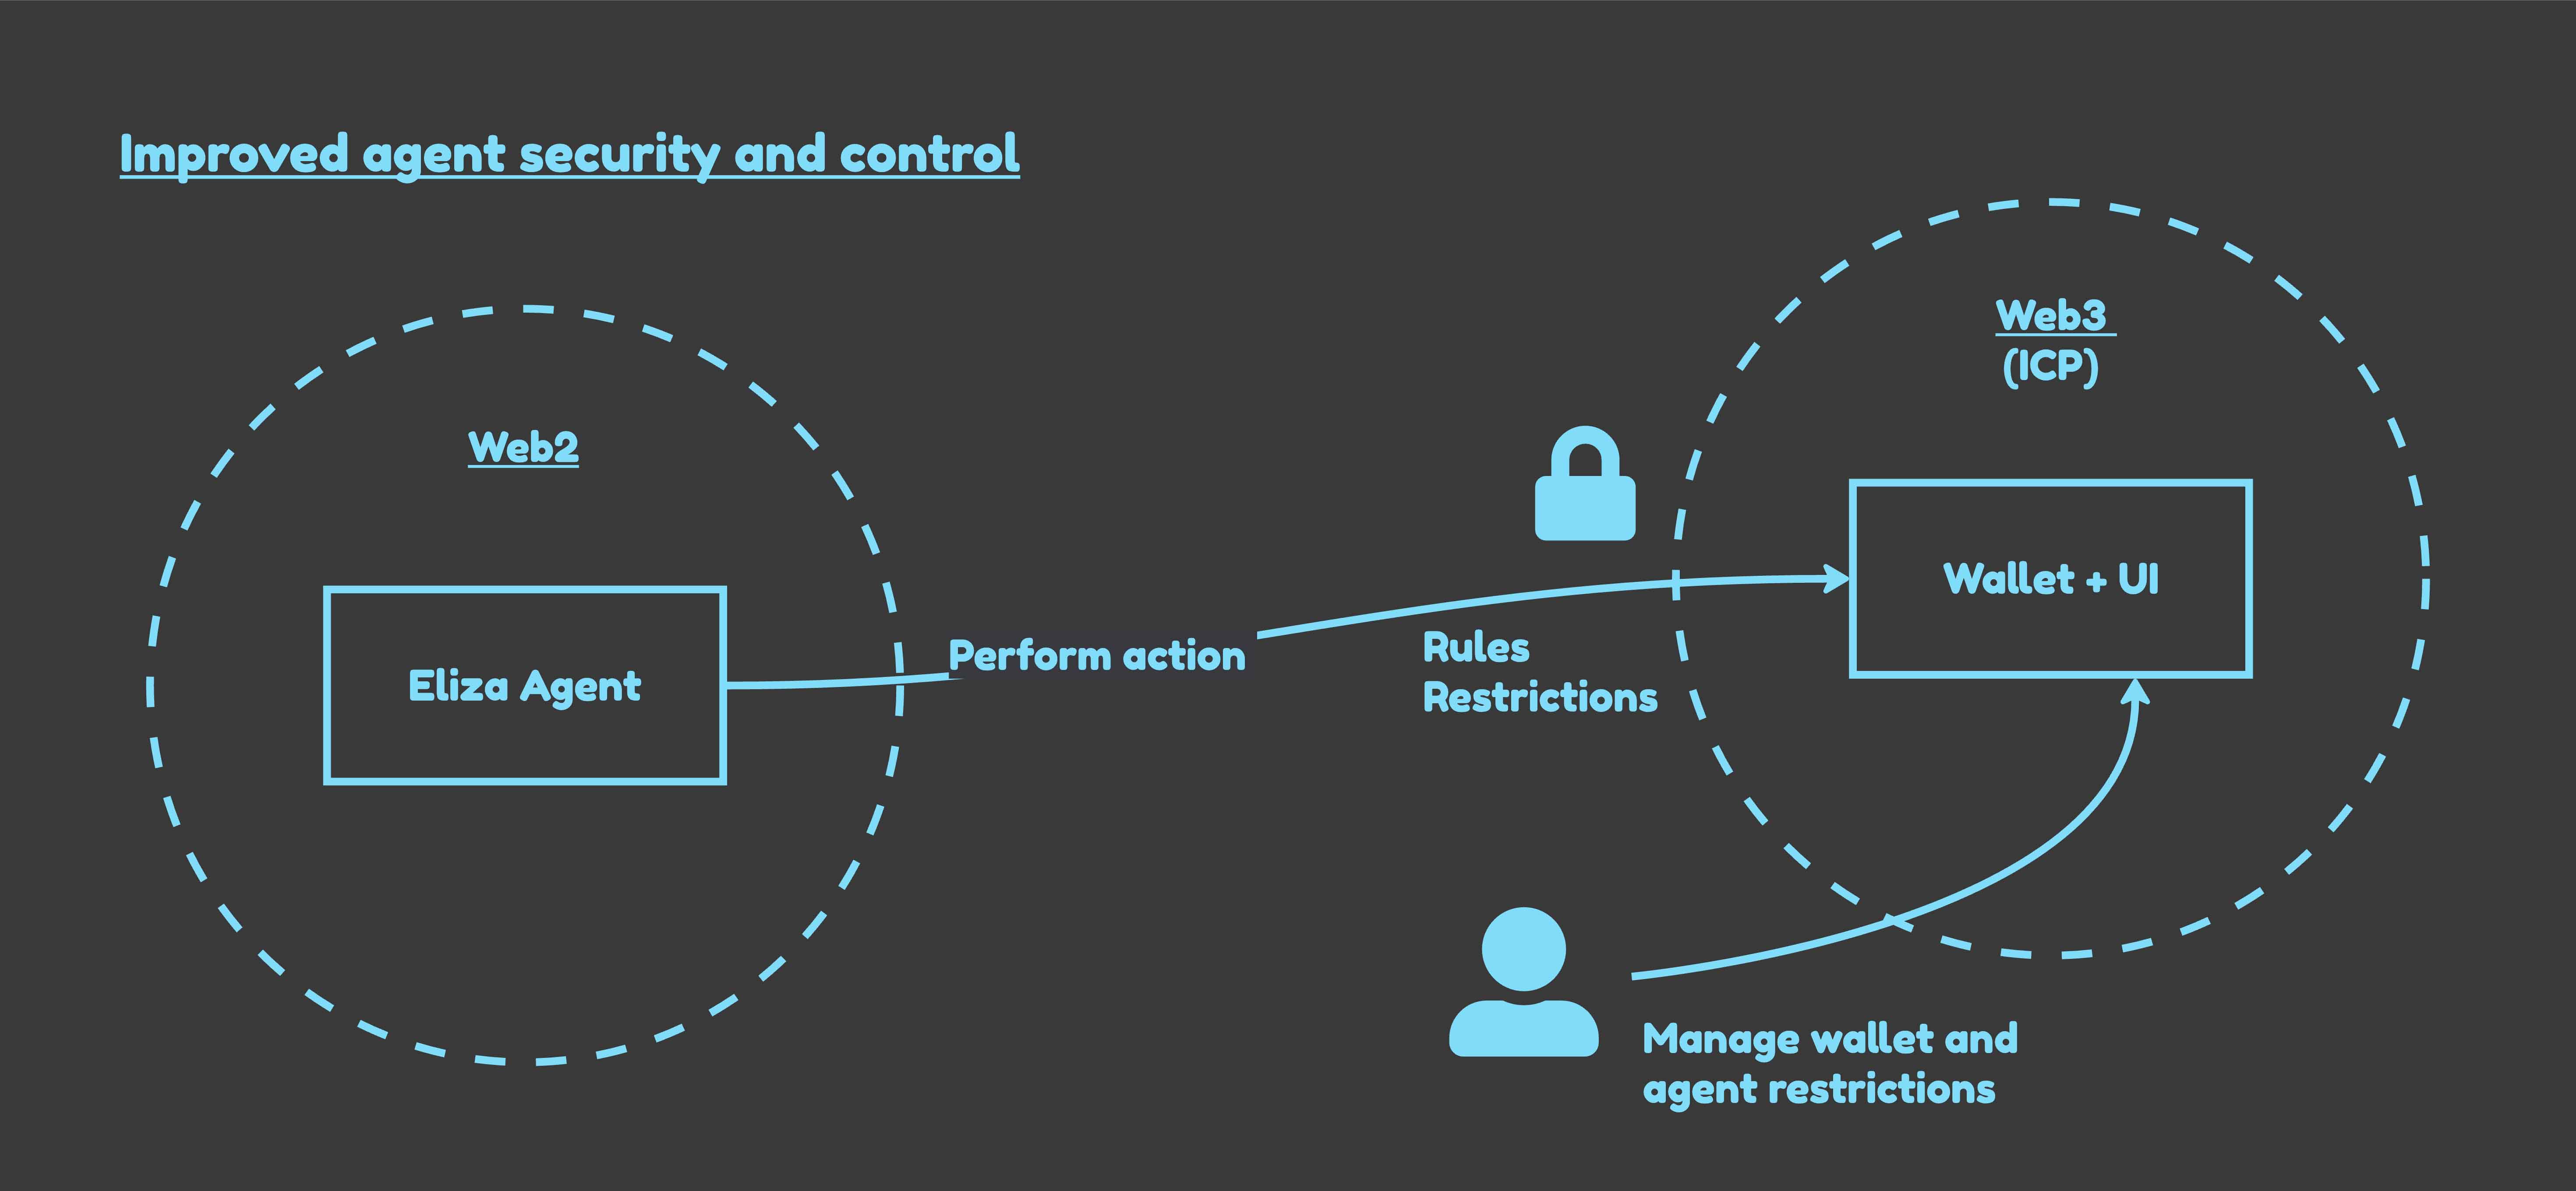 Improved agent security and control
Web2
Eliza Agent
Perform action
Rules
Restrictions
Web3
(ICP)
Wallet + UI
Manage wallet and
agent restrictions